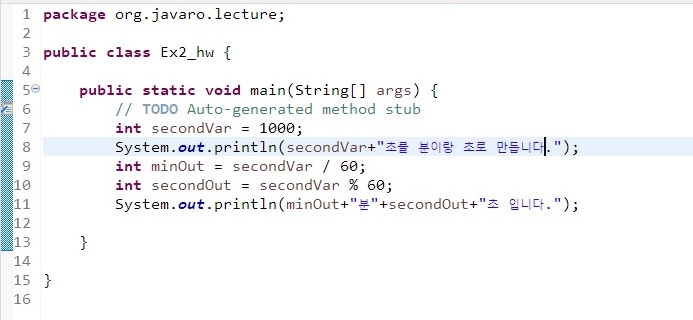 1 package org.javaro.lecture;
2
3 public class Ex2_hw {
4
5 public static void main(String[] args) {
6 // TODO Auto-generated method stub
7 int secondVar = 1000;
8 System.out.println(secondVar+"초를 분이랑 초로 만듭니다.");
9 int minOut = secondVar / 60;
10 int secondOut = secondVar % 60;
11 System.out.println(minOut+"분"+secondOut+"초 입니다.");
12
13 }
14
15 }
16